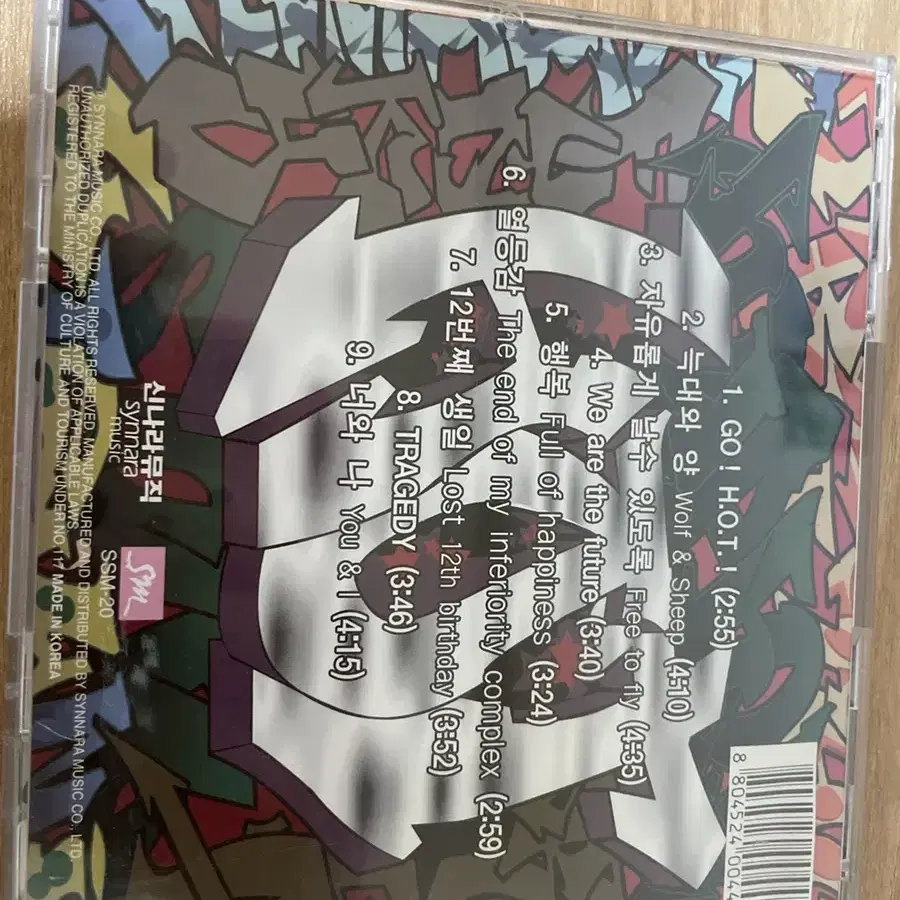 1. GO! H.O.T.! (2:55)
2. 늑대와 양 Wolf & Sheep (4:10)
3. 자유롭게 날수 있도록 Free to fly (4:35)
4. We are the future (3:40)
5. 행복 Full of happiness (3:24)
6. 열등감 The end of my inferiority complex (2:59)
7. 12번째 생일 Lost 12th birthday (3:52)
8. TRAGEDY (3:46)
9. 너와 나 You & I (4:15)
8 804524 0044
신나라뮤직
synnara
music
SM
SSM-20
SYNNARA MUSIC CO., LTD. ALL RIGHTS RESERVED. MANUFACTURED AND DISTRIBUTED BY SYNNARA MUSIC CO., LTD.
UNAUTHORIZED DUPLICATION IS A VIOLATION OF APPLICABLE LAWS
REGISTERED TO THE MINISTRY OF CULTURE AND TOURISM UNDER NO.117 MADE IN KOREA